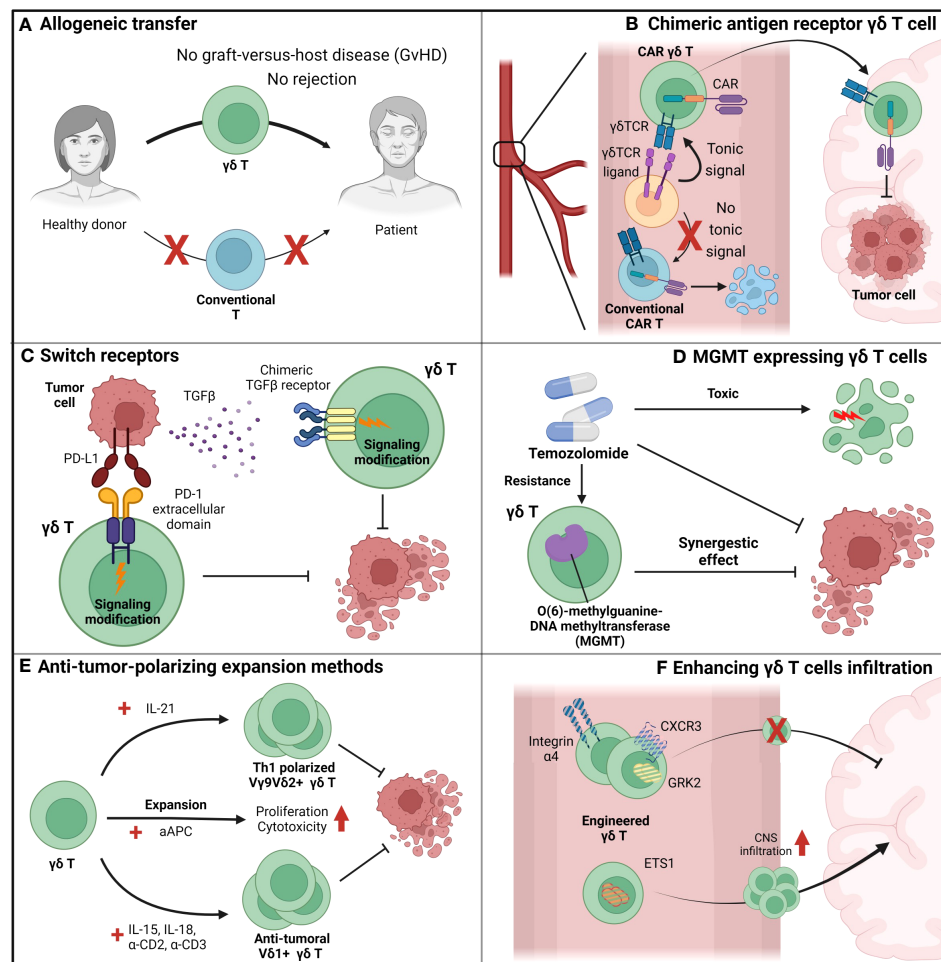 A Allogeneic transfer
No graft-versus-host disease (GvHD)
No rejection
γδ T
Healthy donor
Patient
Conventional
T
B Chimeric antigen receptor γδ T cell
CAR γδ T
CAR
γδTCR
γδTCR
ligand
Tonic
signal
No
tonic
signal
Conventional
CAR T
Tumor cell
C Switch receptors
Tumor
cell
TGFβ
Chimeric
TGFβ receptor
γδ T
Signaling
modification
PD-L1
PD-1
extracellular
domain
γδ T
Signaling
modification
D MGMT expressing γδ T cells
Temozolomide
Toxic
Resistance
γδ T
Synergestic
effect
O(6)-methylguanine-
DNA methyltransferase
(MGMT)
E Anti-tumor-polarizing expansion methods
+ IL-21
Th1 polarized
Vγ9Vδ2+ γδ T
γδ T
Expansion
+ aAPC
Proliferation
Cytotoxicity
+ IL-15, IL-18,
α-CD2, α-CD3
Anti-tumoral
Vδ1+ γδ T
F Enhancing γδ T cells infiltration
Integrin
α4
CXCR3
GRK2
Engineered
γδ T
ETS1
CNS
infiltration